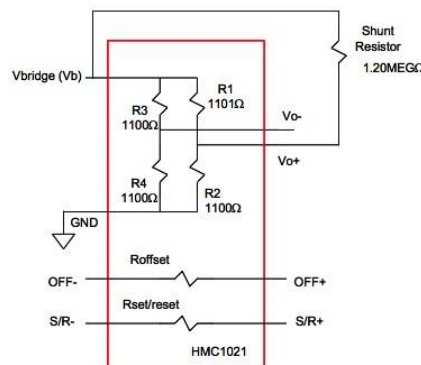 Shunt
Resistor
1.20MEGΩ
Vbridge (Vb)
R3
1100Ω
R1
1101Ω
Vo-
Vo+
R4
1100Ω
R2
1100Ω
GND
Roffset
OFF-
OFF+
Rset/reset
S/R-
S/R+
HMC1021